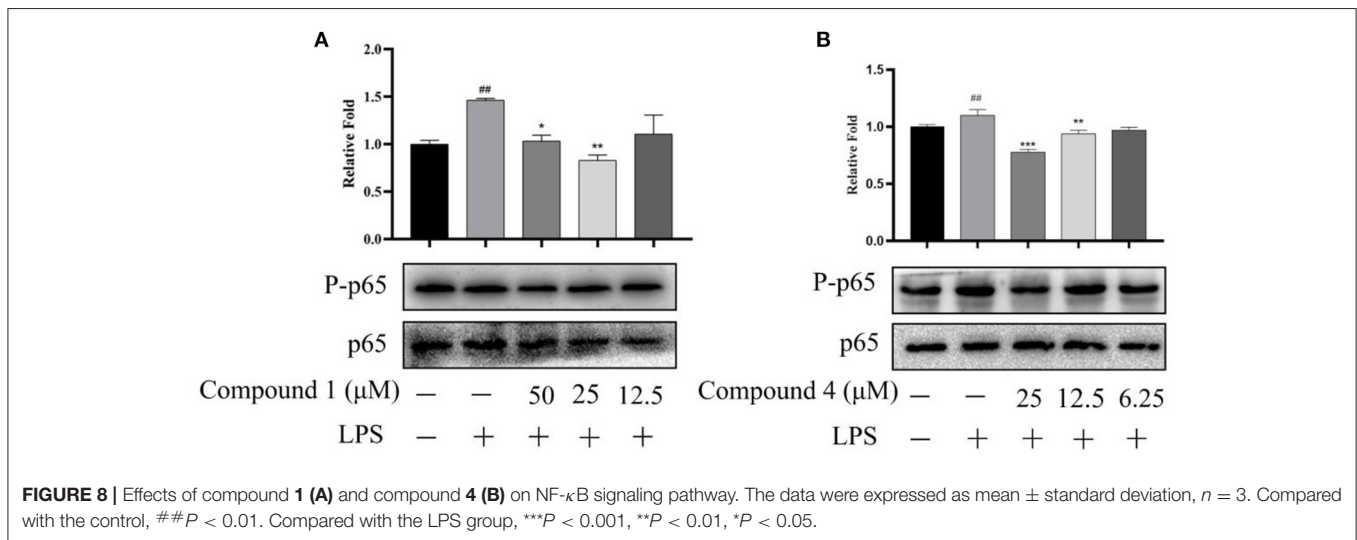 A
2.0
1.5
1.0
0.5
0.0
Relative Fold
##
*
**
P-p65
p65
Compound 1 (μM) — — 50 25 12.5
LPS — + + + +
B
1.5
1.0
0.5
0.0
Relative Fold
##
***
**
P-p65
p65
Compound 4 (μM) — — 25 12.5 6.25
LPS — + + + +
FIGURE 8 | Effects of compound 1 (A) and compound 4 (B) on NF-κB signaling pathway. The data were expressed as mean ± standard deviation, n = 3. Compared
with the control, ##P < 0.01. Compared with the LPS group, ***P < 0.001, **P < 0.01, *P < 0.05.